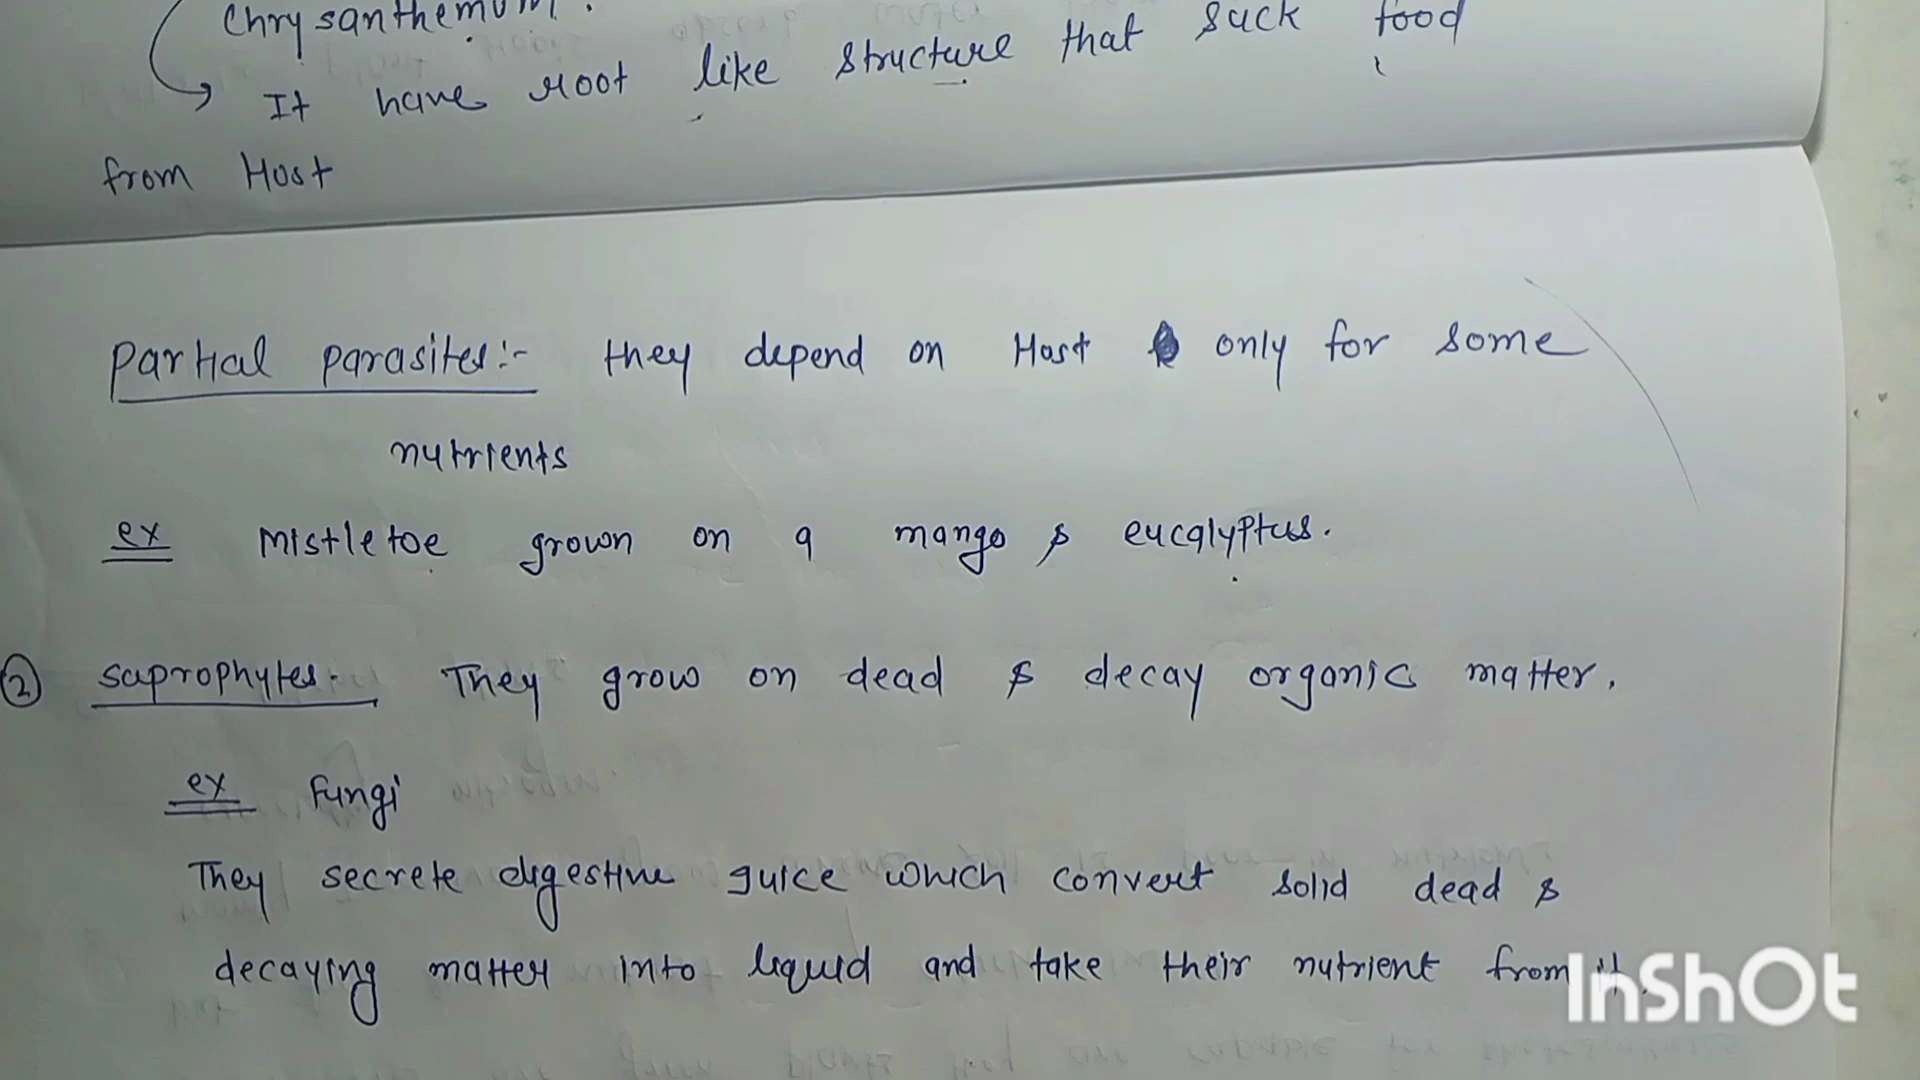 Chrysanthemum.
It have root like structure that suck food
from Host
Partial parasites:- they depend on Host only for some
nutrients
ex Mistletoe grown on a mango & eucalyptus.
② saprophytes. They grow on dead & decay organic matter.
ex Fungi
They secrete digestive juice which convert solid dead &
decaying matter into liquid and take their nutrient from it.
InShOt